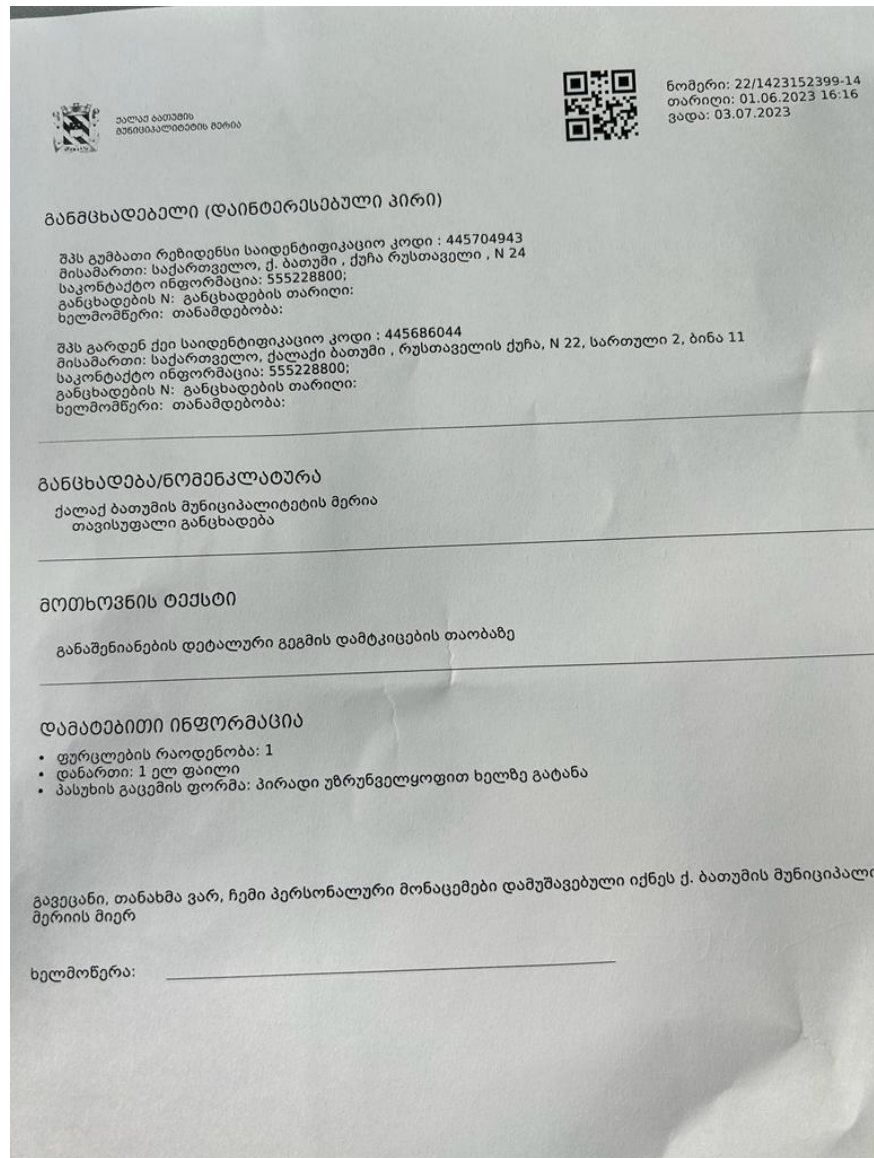 ქალაქ ბათუმის
მუნიციპალიტეტის მერია
ნომერი: 22/1423152399-14
თარიღი: 01.06.2023 16:16
ვადა: 03.07.2023
განმცხადებელი (დაინტერესებული პირი)
შპს გუმბათი რეზიდენსი საიდენტიფიკაციო კოდი : 445704943
მისამართი: საქართველო, ქ. ბათუმი , ქუჩა რუსთაველი , N 24
საკონტაქტო ინფორმაცია: 555228800;
განცხადების N: განცხადების თარიღი:
ხელმომწერი: თანამდებობა:
შპს გარდენ ქეი საიდენტიფიკაციო კოდი : 445686044
მისამართი: საქართველო, ქალაქი ბათუმი , რუსთაველის ქუჩა, N 22, სართული 2, ბინა 11
საკონტაქტო ინფორმაცია: 555228800;
განცხადების N: განცხადების თარიღი:
ხელმომწერი: თანამდებობა:
განცხადება/ნომენკლატურა
ქალაქ ბათუმის მუნიციპალიტეტის მერია
თავისუფალი განცხადება
მოთხოვნის ტექსტი
განაშენიანების დეტალური გეგმის დამტკიცების თაობაზე
დამატებითი ინფორმაცია
• ფურცლების რაოდენობა: 1
• დანართი: 1 ელ ფაილი
• პასუხის გაცემის ფორმა: პირადი უზრუნველყოფით ხელზე გატანა
გავეცანი, თანახმა ვარ, ჩემი პერსონალური მონაცემები დამუშავებული იქნეს ქ. ბათუმის მუნიციპალი
მერიის მიერ
ხელმოწერა: